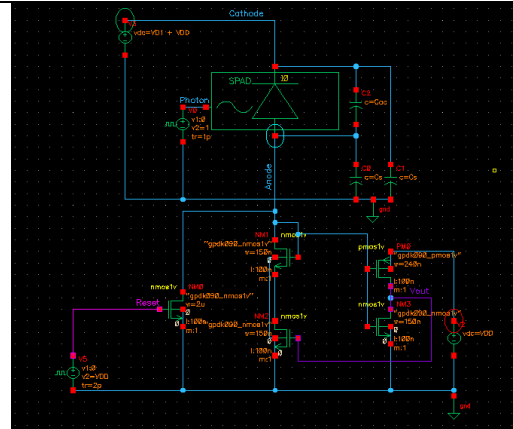 Cathode
vdc=VD1 + VDD
SPAD
Photon
v1:0
v2=1
tr=1p
C2
c=Cac
C0
c=Cs
C1
c=Cs
gnd
Anode
NM1
nmos1v
"gpdk090_nmos1v"
w=150n
l:100n
m:1
pmos1v
PM0
"gpdk090_pmos1v"
w=240n
l:100n
m:1
Vout
nmos1v
NM0
"gpdk090_nmos1v"
w=2u
l:100n
m:1
Reset
NM2
"gpdk090_nmos1v"
w=150n
l:100n
m:1
nmos1v
NM3
"gpdk090_nmos1v"
w=150n
l:100n
m:1
vdc=VDD
V6
v1:0
v2=VDD
tr=2p
gnd